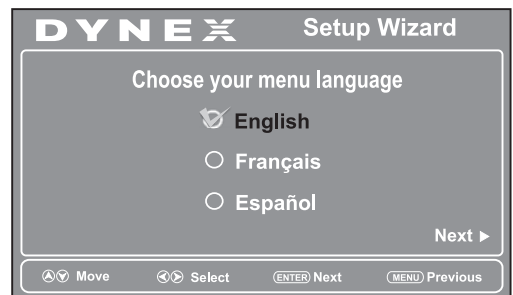 DYNEX Setup Wizard
Choose your menu language
English
Français
Español
Next ▶
Move Select ENTER Next MENU Previous